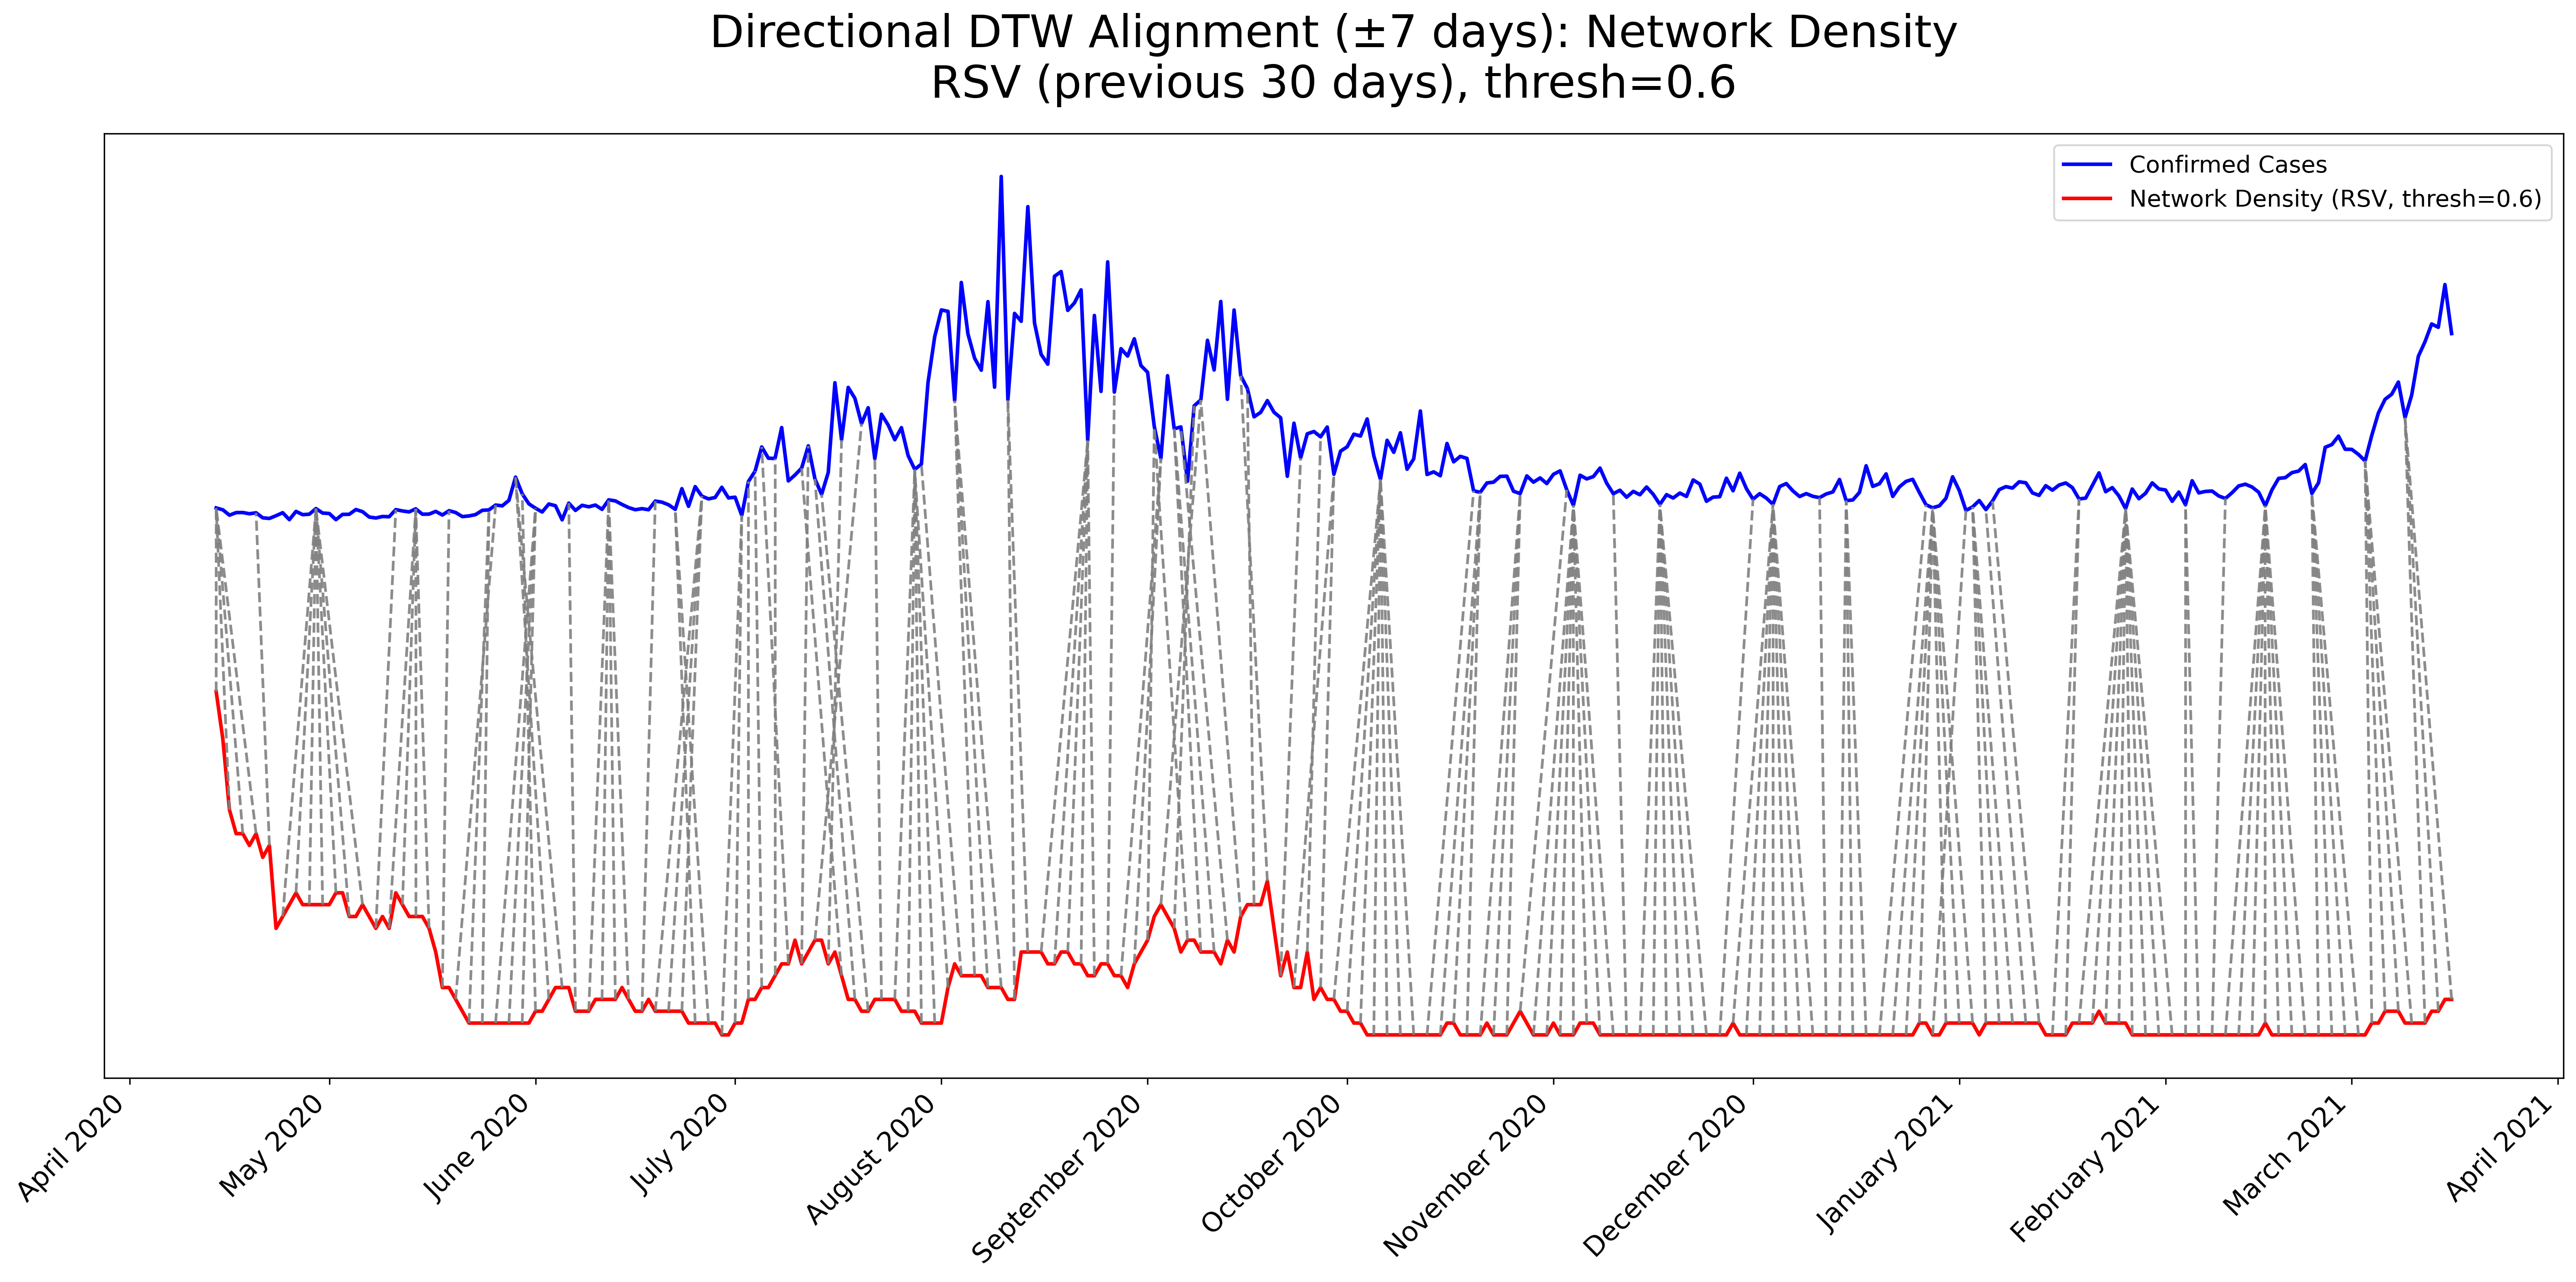 Directional DTW Alignment (±7 days): Network Density
RSV (previous 30 days), thresh=0.6
Confirmed Cases
Network Density (RSV, thresh=0.6)
April 2020
May 2020
June 2020
July 2020
August 2020
September 2020
October 2020
November 2020
December 2020
January 2021
February 2021
March 2021
April 2021